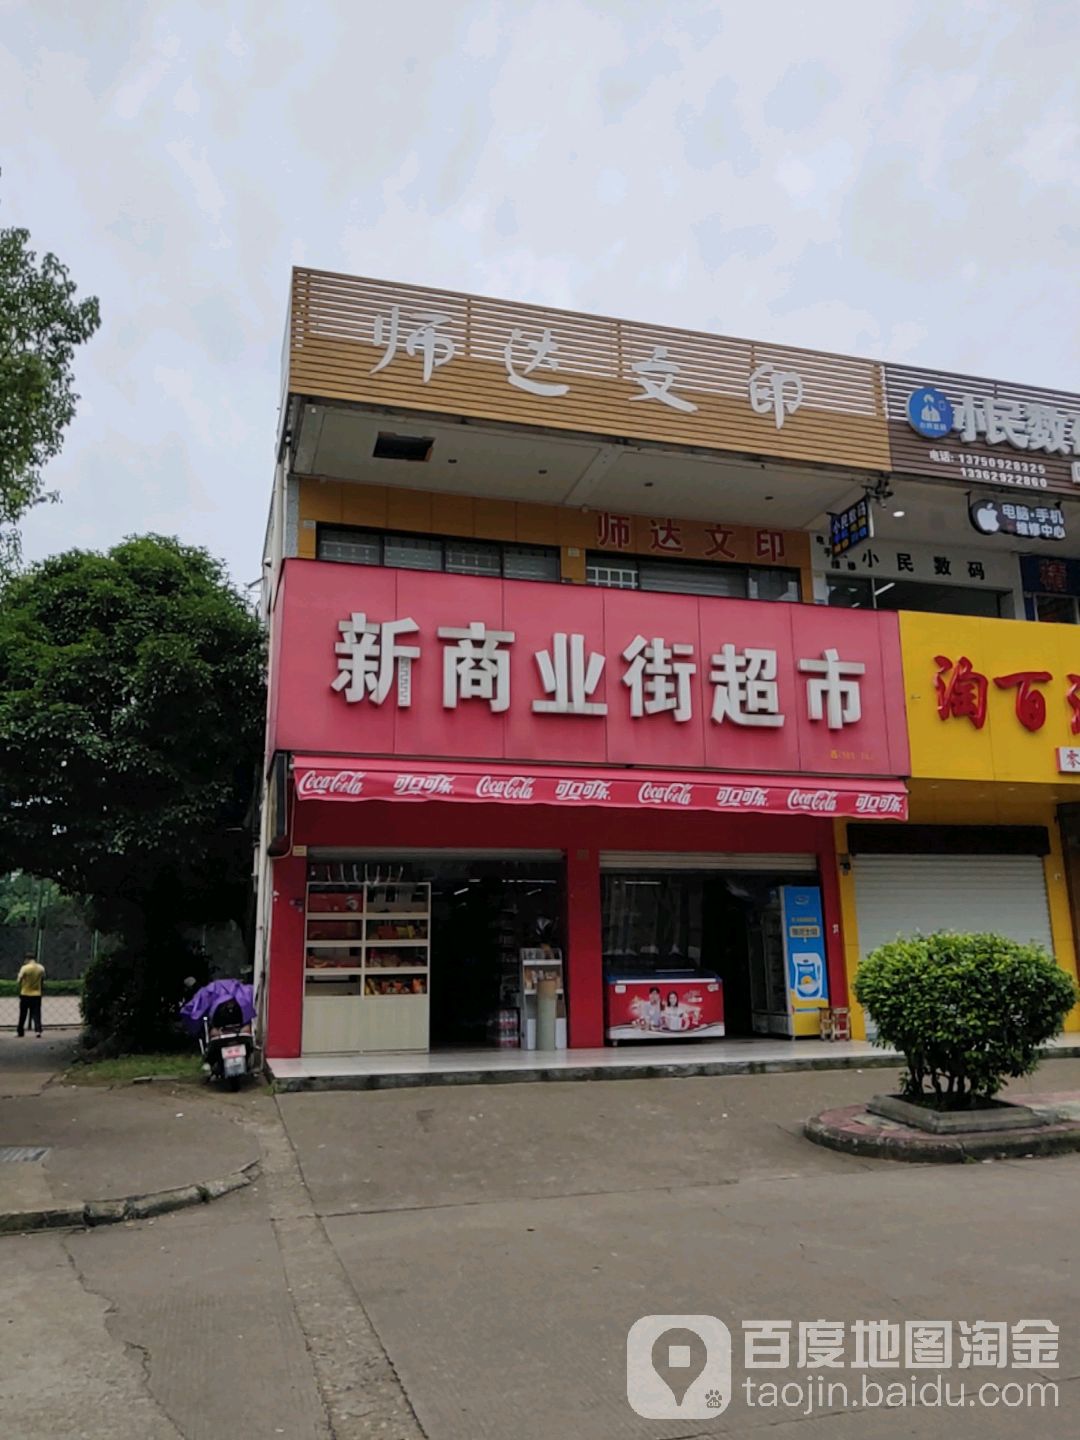 师达文印
小民数
电话: 13750928325
13362922860
电脑·手机
维修中心
师达文印
小民数码
精
新商业街超市
淘百
零
Coca-Cola 可口可乐 Coca-Cola 可口可乐 Coca-Cola 可口可乐 Coca-Cola 可口可乐
百度地图淘金
taojin.baidu.com